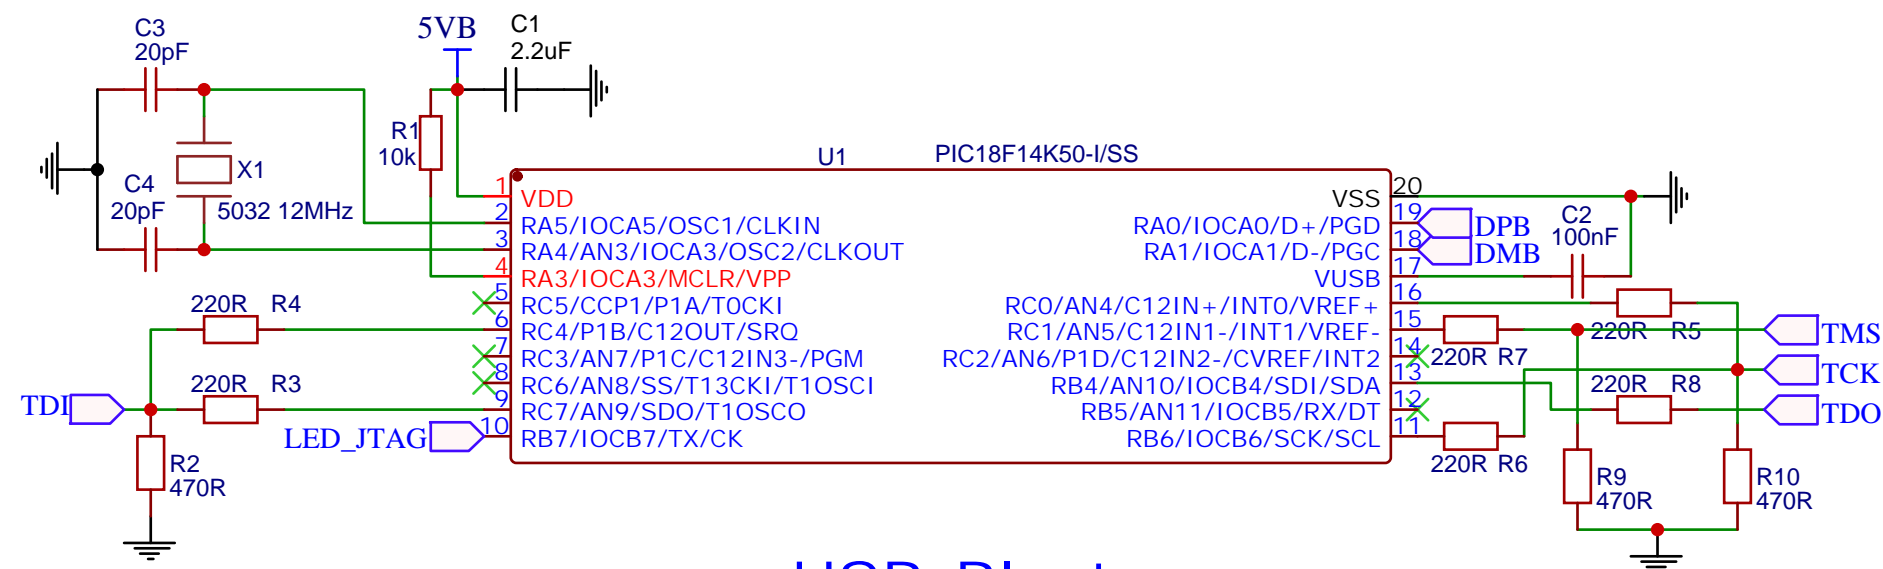 C3
20pF
5VB
C1
2.2uF
R1
10k
X1
C4
20pF
5032 12MHz
U1
PIC18F14K50-I/SS
1 VDD
2 RA5/IOCA5/OSC1/CLKIN
3 RA4/AN3/IOCA3/OSC2/CLKOUT
4 RA3/IOCA3/MCLR/VPP
5 RC5/CCP1/P1A/T0CKI
6 RC4/P1B/C12OUT/SRQ
7 RC3/AN7/P1C/C12IN3-/PGM
8 RC6/AN8/SS/T13CKI/T1OSCI
9 RC7/AN9/SDO/T1OSCO
10 RB7/IOCB7/TX/CK
VSS 20
RA0/IOCA0/D+/PGD 19
RA1/IOCA1/D-/PGC 18
VUSB 17
RC0/AN4/C12IN+/INT0/VREF+ 16
RC1/AN5/C12IN1-/INT1/VREF- 15
RC2/AN6/P1D/C12IN2-/CVREF/INT2 14
RB4/AN10/IOCB4/SDI/SDA 13
RB5/AN11/IOCB5/RX/DT 12
RB6/IOCB6/SCK/SCL 11
DPB
DMB
C2
100nF
220R R4
220R R3
TDI
LED_JTAG
R2
470R
220R R5
220R R7
TMS
TCK
220R R8
TDO
220R R6
R9
470R
R10
470R